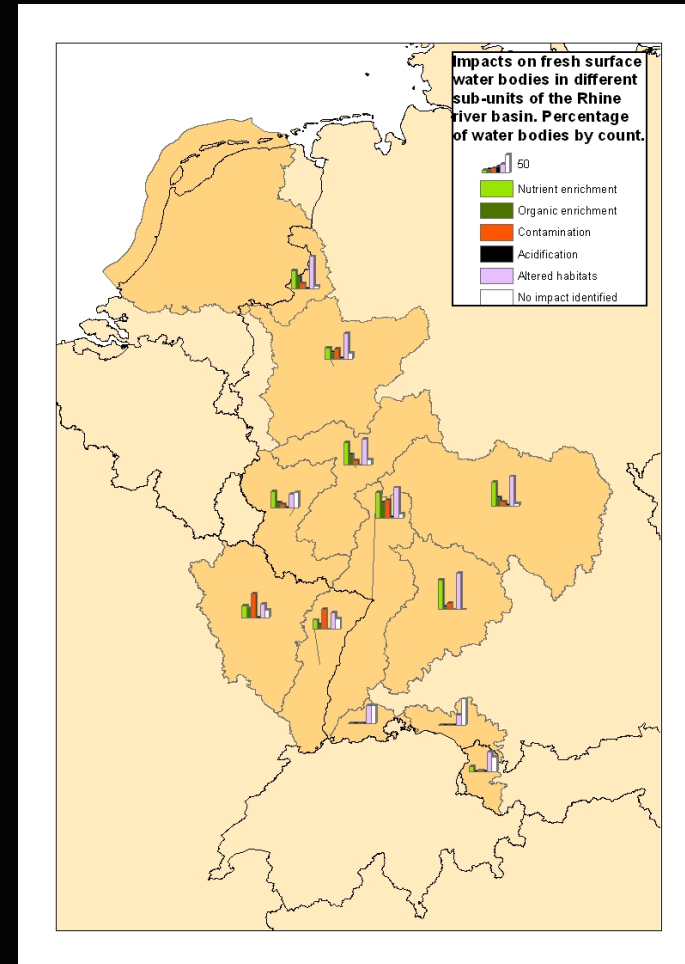 Impacts on fresh surface
water bodies in different
sub-units of the Rhine
river basin. Percentage
of water bodies by count.
50
Nutrient enrichment
Organic enrichment
Contamination
Acidification
Altered habitats
No impact identified